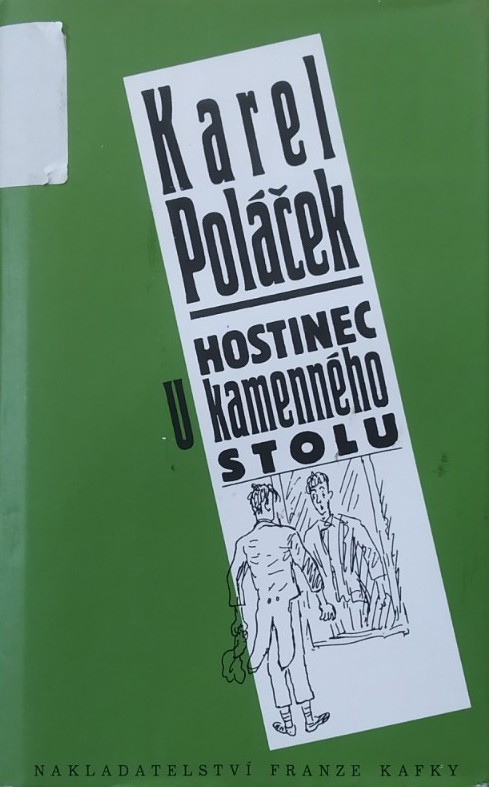 Karel
Poláček
HOSTINEC
U kamenného
STOLU
NAKLADATELSTVÍ FRANZE KAFKY